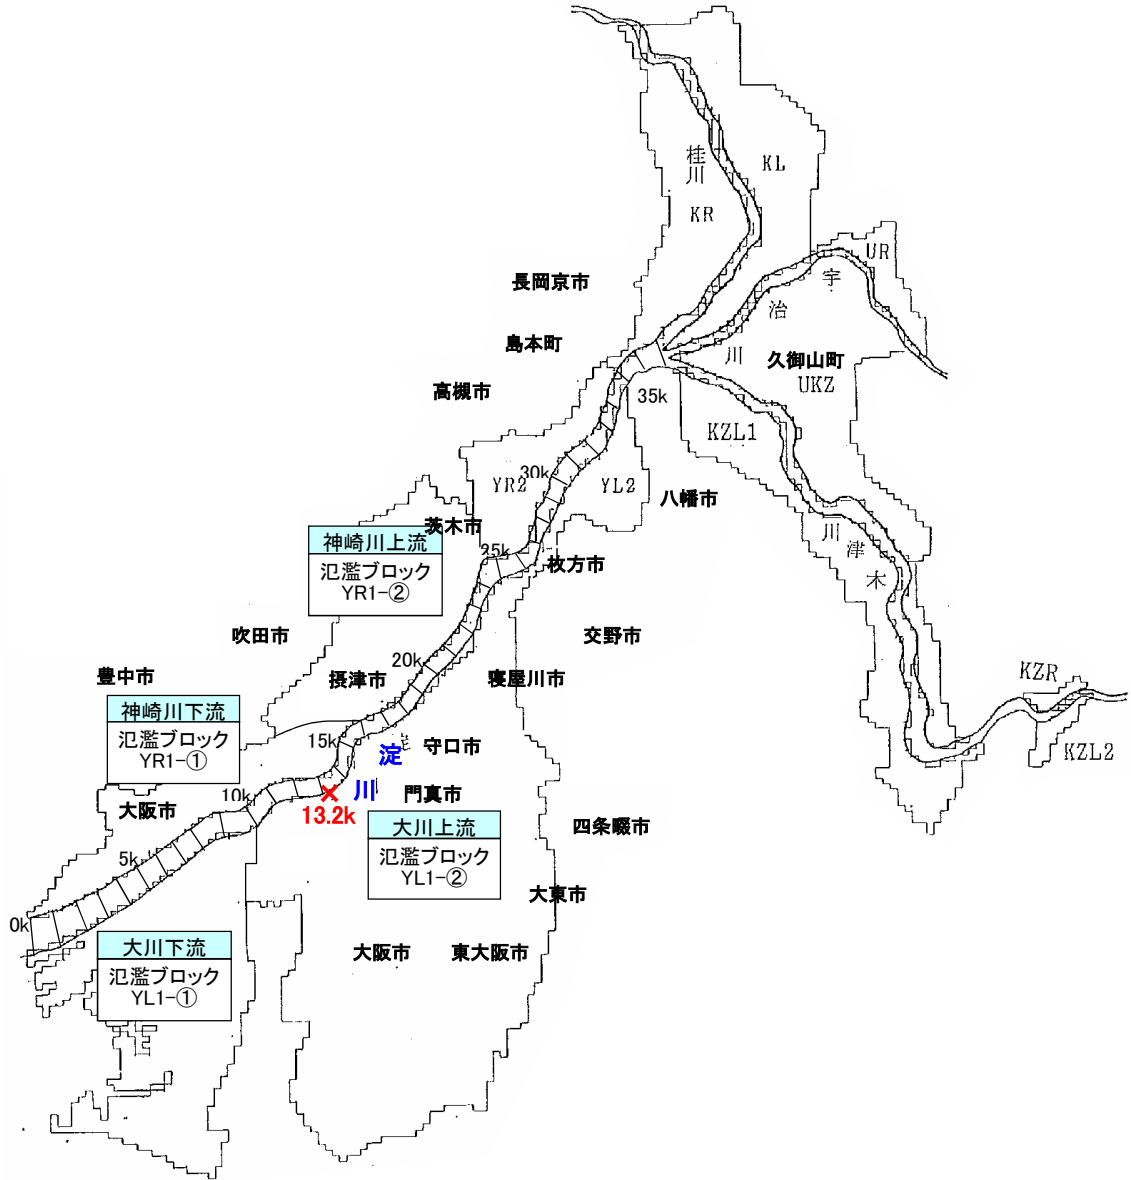 桂
川
KL
KR
UR
宇
治
川
長岡京市
島本町
高槻市
久御山町
UKZ
35k
KZL1
YR2
30k
YL2
八幡市
茨木市
神崎川上流
氾濫ブロック
YR1-②
25k
枚方市
川
津
木
吹田市
交野市
豊中市
摂津市
20k
寝屋川市
KZR
KZL2
神崎川下流
氾濫ブロック
YR1-①
15k
守口市
淀
川
門真市
10k
13.2k
大阪市
大川上流
氾濫ブロック
YL1-②
四条畷市
5k
大東市
0k
大川下流
氾濫ブロック
YL1-①
大阪市
東大阪市